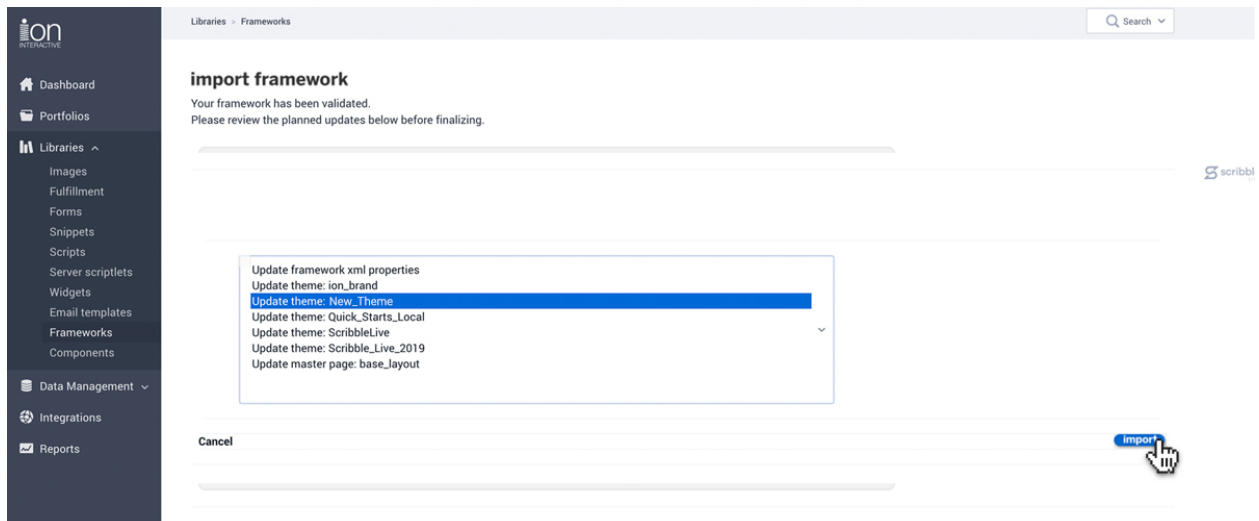 ion
INTERACTIVE
Libraries > Frameworks
Search
Dashboard
Portfolios
Libraries
Images
Fulfillment
Forms
Snippets
Scripts
Server scriptlets
Widgets
Email templates
Frameworks
Components
Data Management
Integrations
Reports
import framework
Your framework has been validated.
Please review the planned updates below before finalizing.
scribbl
Update framework xml properties
Update theme: ion_brand
Update theme: New_Theme
Update theme: Quick_Starts_Local
Update theme: ScribbleLive
Update theme: Scribble_Live_2019
Update master page: base_layout
Cancel
import